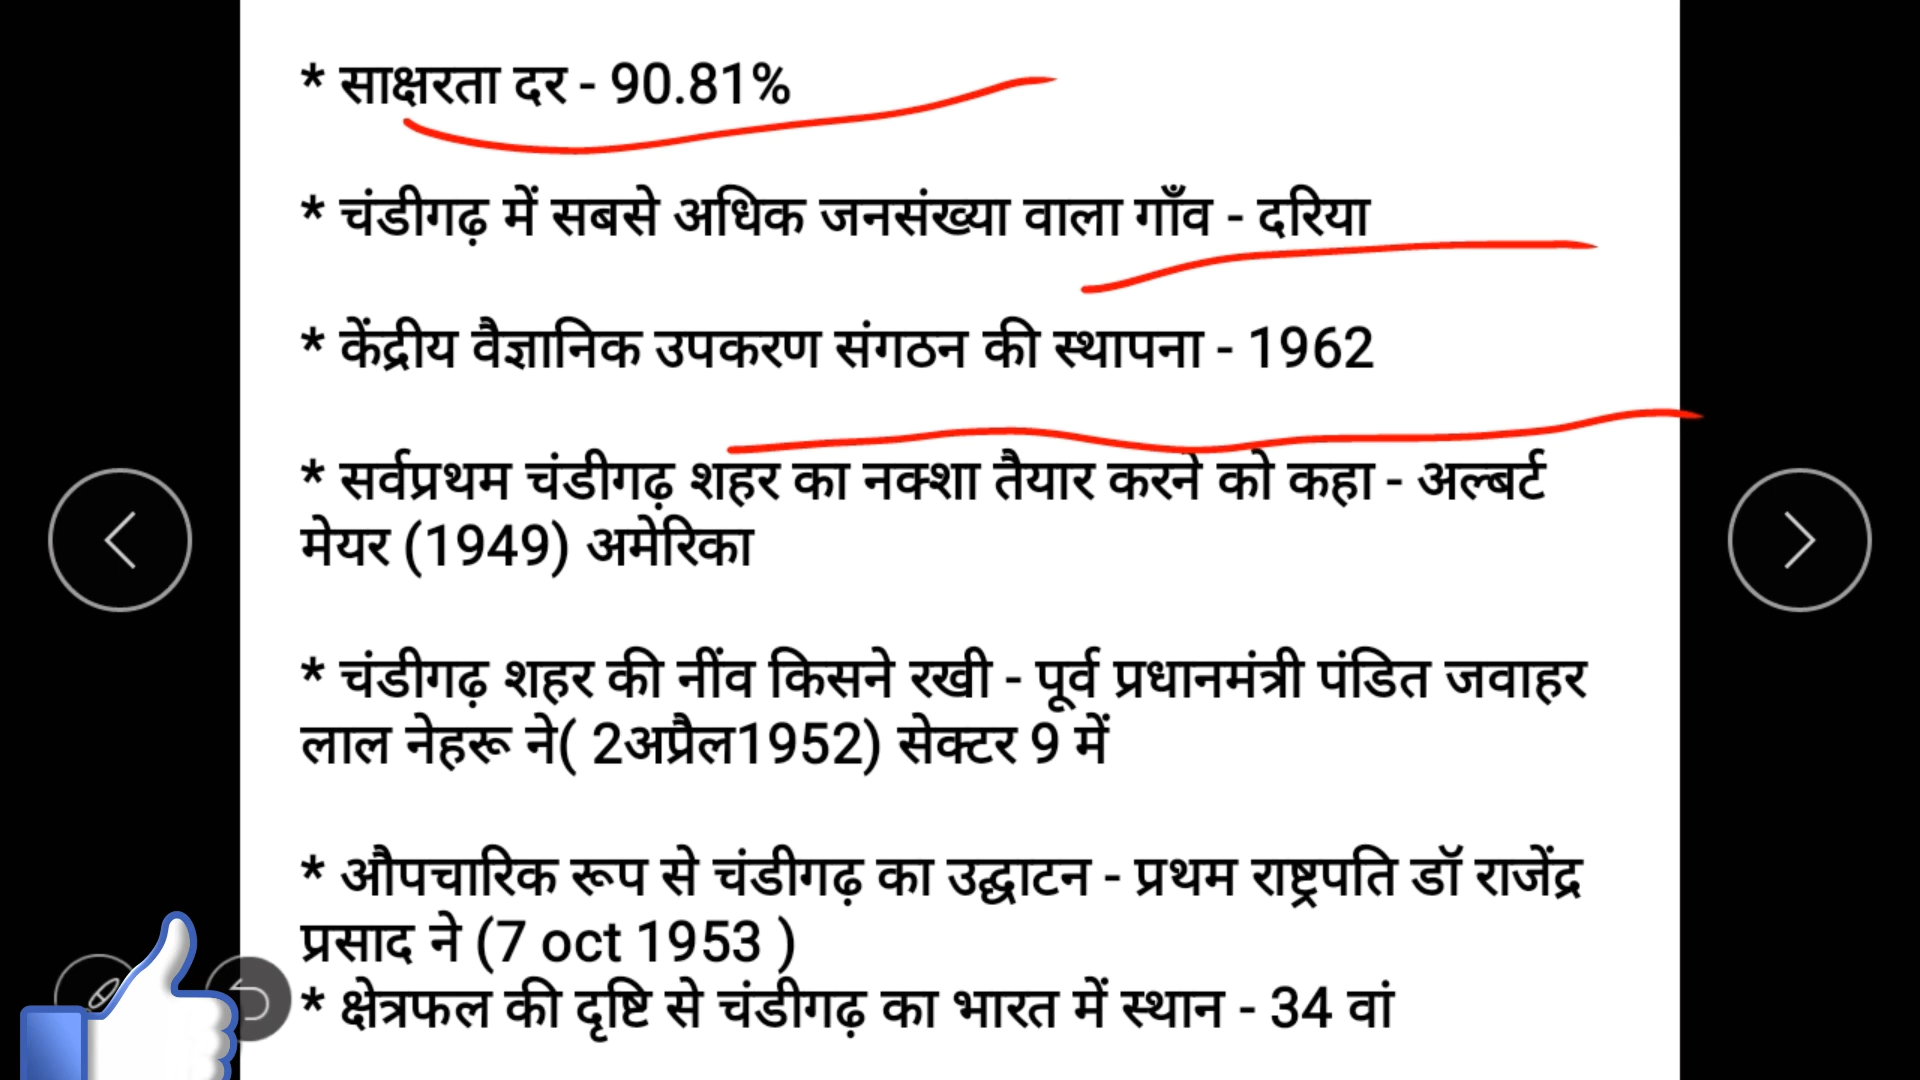 * साक्षरता दर - 90.81%
* चंडीगढ़ में सबसे अधिक जनसंख्या वाला गाँव - दरिया
* केंद्रीय वैज्ञानिक उपकरण संगठन की स्थापना - 1962
* सर्वप्रथम चंडीगढ़ शहर का नक्शा तैयार करने को कहा - अल्बर्ट
मेयर (1949) अमेरिका
* चंडीगढ़ शहर की नींव किसने रखी - पूर्व प्रधानमंत्री पंडित जवाहर
लाल नेहरू ने( 2अप्रैल1952) सेक्टर 9 में
* औपचारिक रूप से चंडीगढ़ का उद्घाटन - प्रथम राष्ट्रपति डॉ राजेंद्र
प्रसाद ने (7 oct 1953 )
* क्षेत्रफल की दृष्टि से चंडीगढ़ का भारत में स्थान - 34 वां